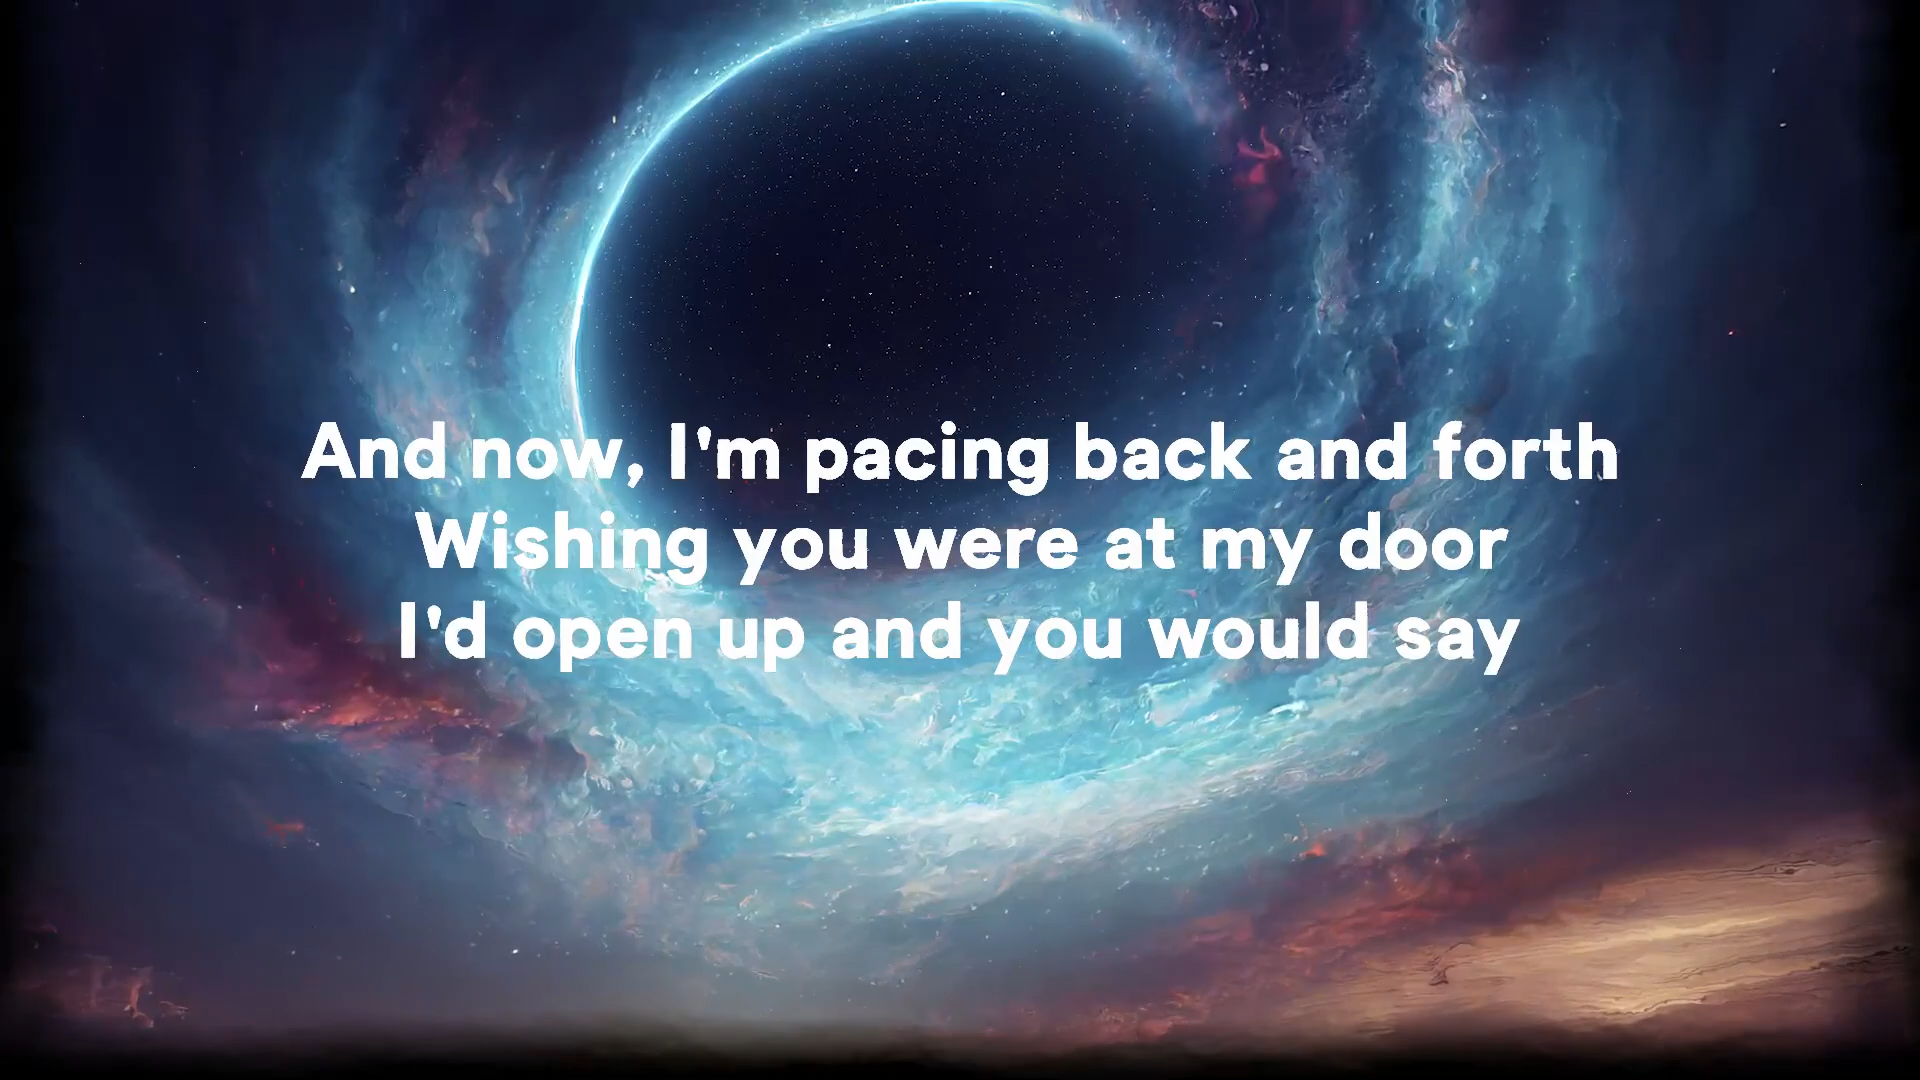 And now, I'm pacing back and forth
Wishing you were at my door
I'd open up and you would say